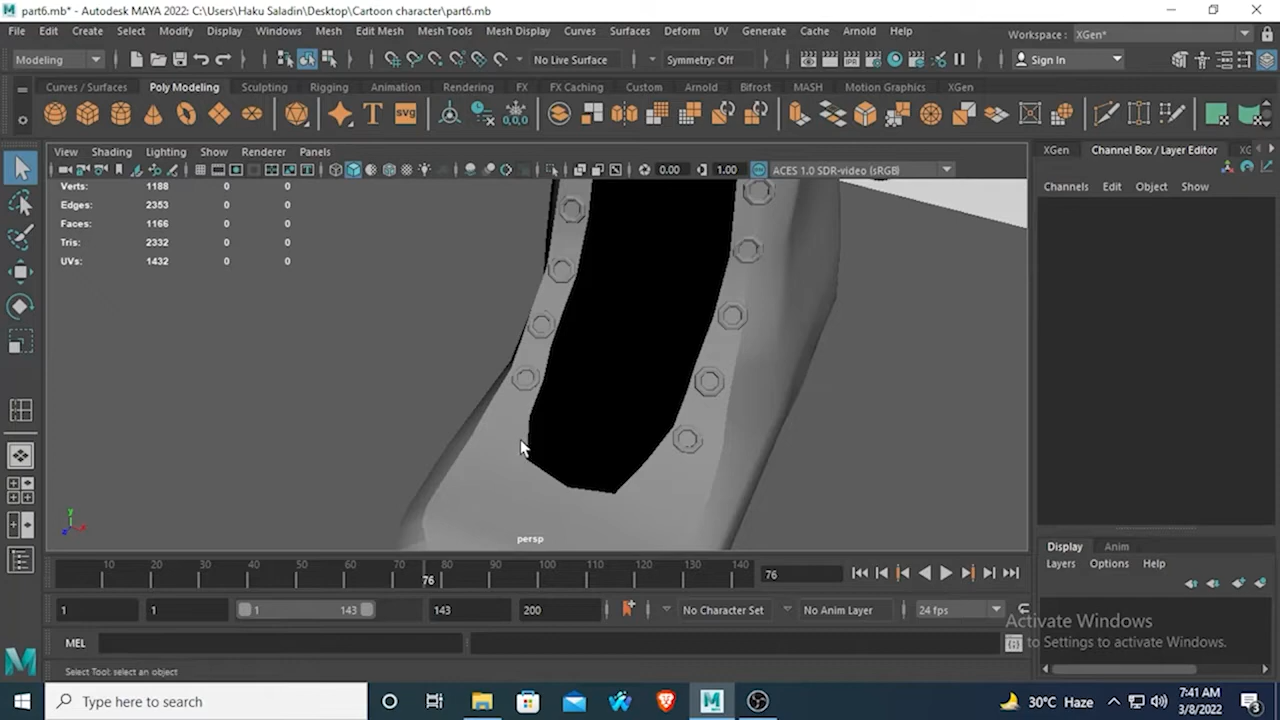 part6.mb* - Autodesk MAYA 2022: C:\Users\Haku Saladin\Desktop\Cartoon character\part6.mb
File Edit Create Select Modify Display Windows Mesh Edit Mesh Mesh Tools Mesh Display Curves Surfaces Deform UV Generate Cache Arnold Help Workspace : XGen*
Modeling No Live Surface Symmetry: Off Sign In
Curves / Surfaces Poly Modeling Sculpting Rigging Animation Rendering FX FX Caching Custom Arnold Bifrost MASH Motion Graphics XGen
T SVG 0,0,0
View Shading Lighting Show Renderer Panels XGen Channel Box / Layer Editor XG
0.00 1.00 ACES 1.0 SDR-video (sRGB)
Channels Edit Object Show
Verts: 1188 0 0
Edges: 2353 0 0
Faces: 1166 0 0
Tris: 2332 0 0
UVs: 1432 0 0
y
z x
persp
Display Anim
Layers Options Help
10 20 30 40 50 60 70 80 90 100 110 120 130 140
76
76
1 1 1 143 143 200 No Character Set No Anim Layer 24 fps
Activate Windows
to Settings to activate Windows.
MEL
Select Tool: select an object
Type here to search
30°C Haze
7:41 AM
3/8/2022
3